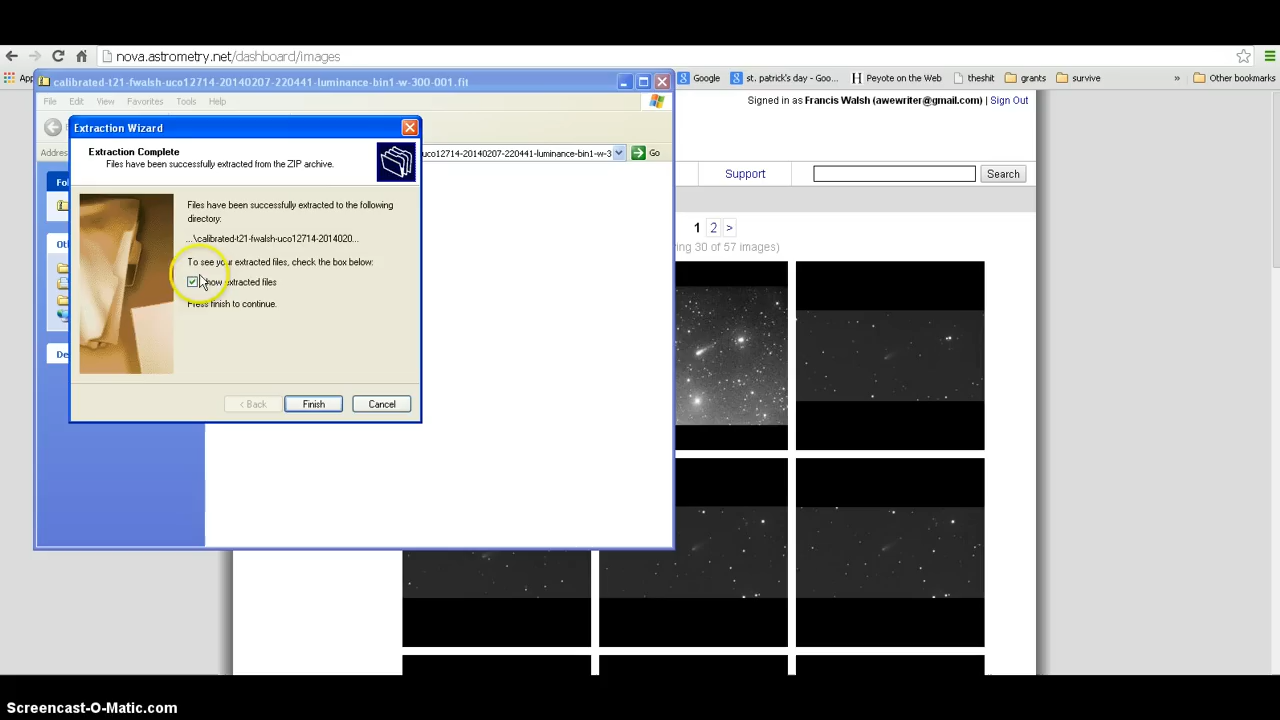 nova.astrometry.net/dashboard/images
Google
st. patrick's day - Goo...
Peyote on the Web
theshit
grants
survive
»
Other bookmarks
calibrated-t21-fwalsh-uco12714-20140207-220441-luminance-bin1-w-300-001.fit
File Edit View Favorites Tools Help
Signed in as Francis Walsh (awewriter@gmail.com) | Sign Out
Extraction Wizard
Extraction Complete
Files have been successfully extracted from the ZIP archive.
uco12714-20140207-220441-luminance-bin1-w-3
Go
Support
Search
Files have been successfully extracted to the following
directory:
...\calibrated-t21-fwalsh-uco12714-2014020...
1 2 >
30 of 57 images)
To see your extracted files, check the box below:
extracted files
Press finish to continue.
< Back
Finish
Cancel
Screencast-O-Matic.com